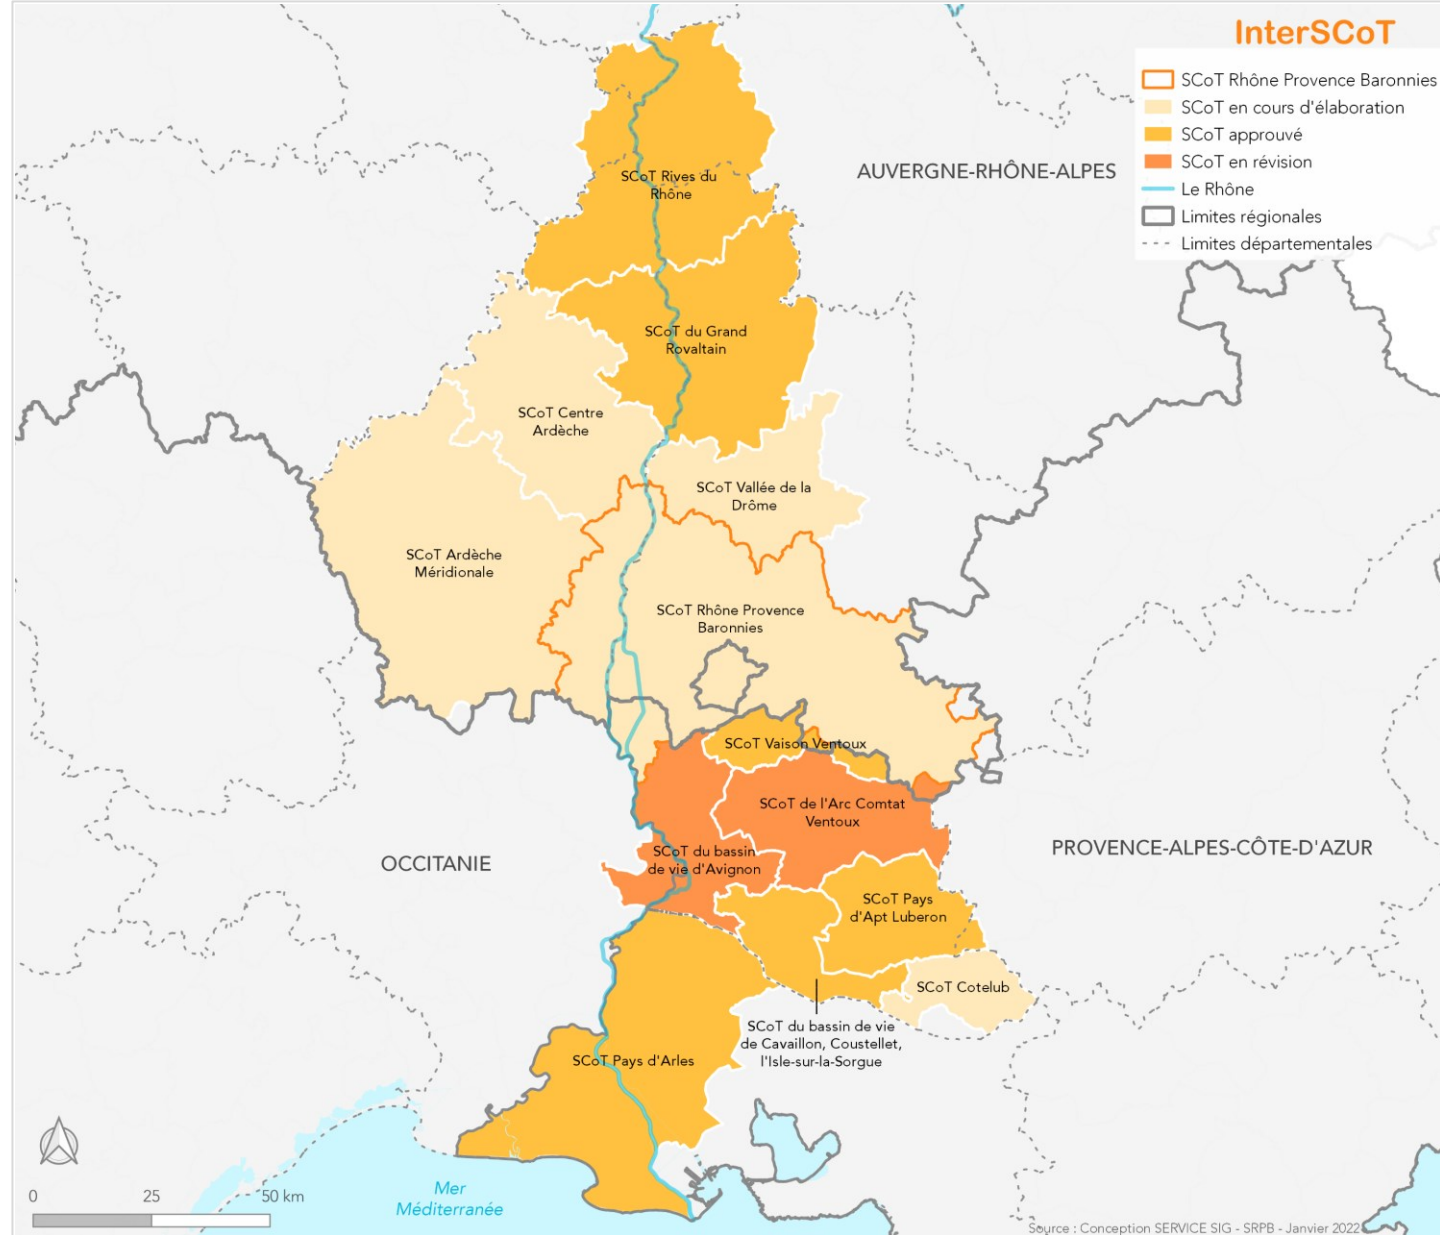 InterSCoT
SCoT Rhône Provence Baronnies
SCoT en cours d'élaboration
SCoT approuvé
SCoT en révision
Le Rhône
Limites régionales
Limites départementales
AUVERGNE-RHÔNE-ALPES
SCoT Rives du
Rhône
SCoT du Grand
Rovaltain
SCoT Centre
Ardèche
SCoT Vallée de la
Drôme
SCoT Ardèche
Méridionale
SCoT Rhône Provence
Baronnies
SCoT Vaison Ventoux
SCoT de l'Arc Comtat
Ventoux
SCoT du bassin
de vie d'Avignon
OCCITANIE
PROVENCE-ALPES-CÔTE-D'AZUR
SCoT Pays
d'Apt Luberon
SCoT Cotelub
SCoT du bassin de vie
de Cavaillon, Coustellet,
l'Isle-sur-la-Sorgue
SCoT Pays d'Arles
Mer
Méditerranée
0 25 50 km
Source : Conception SERVICE SIG - SRPB - Janvier 2022